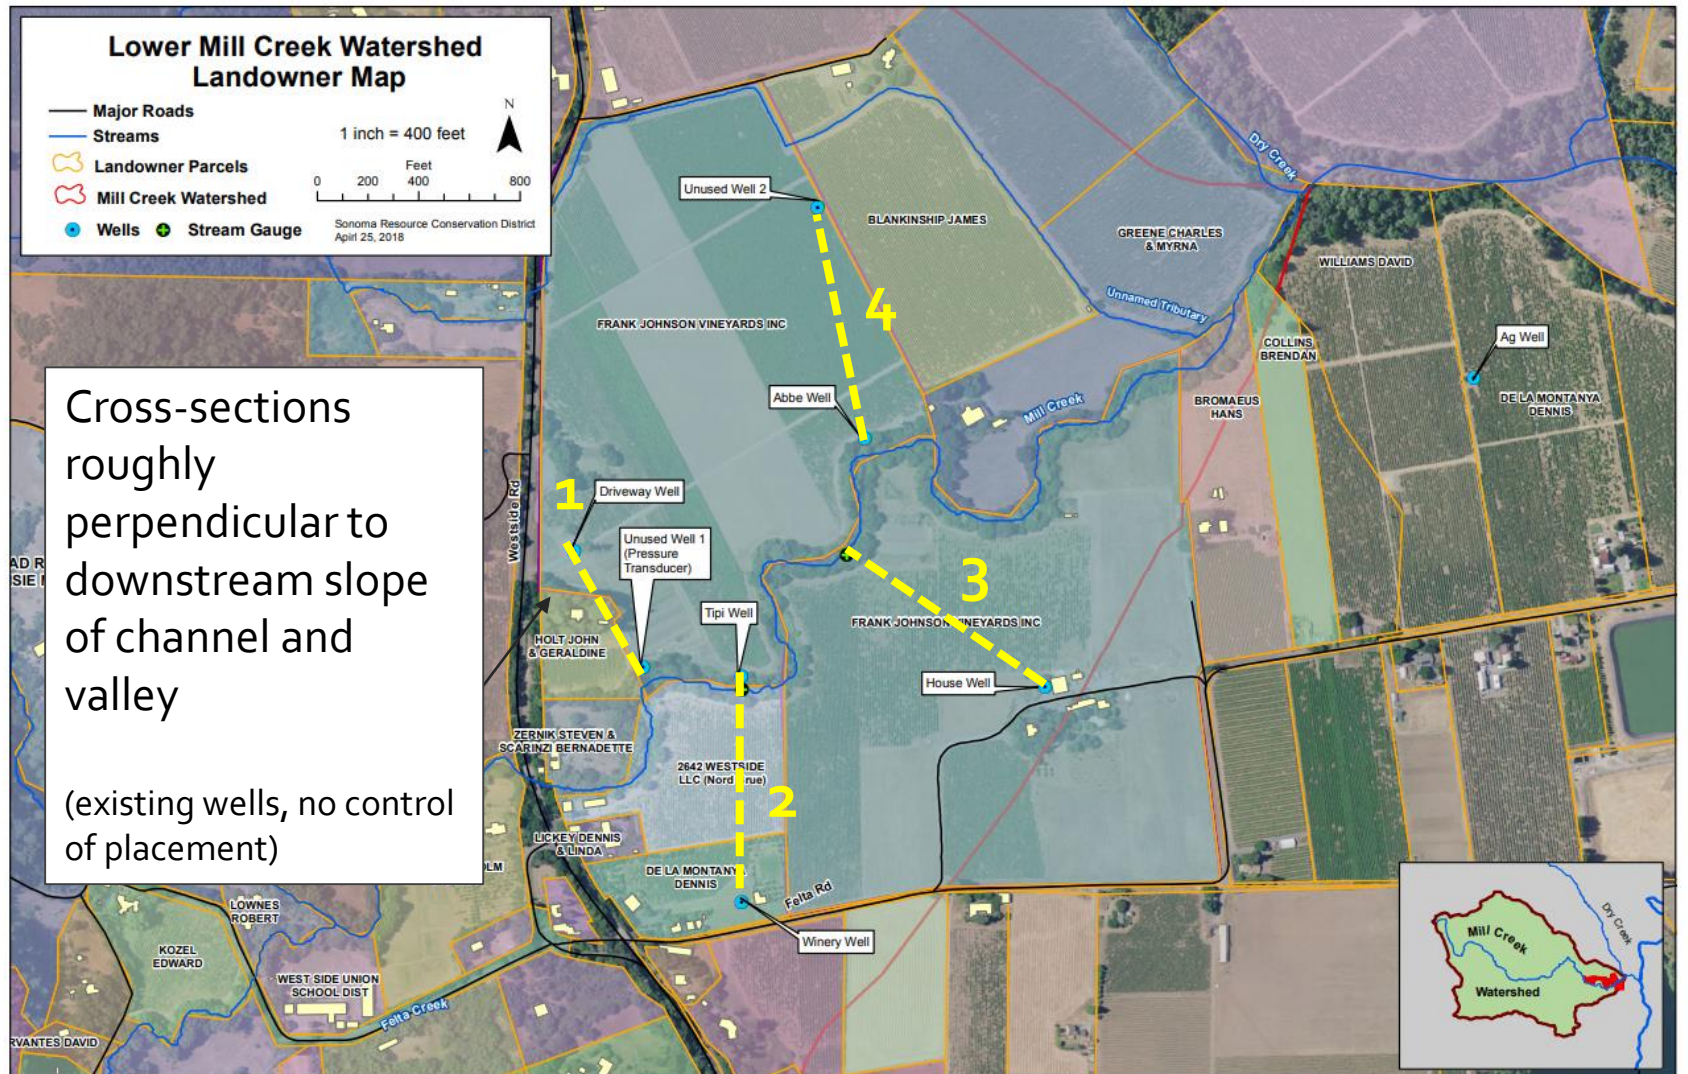 Lower Mill Creek Watershed
Landowner Map
Major Roads
Streams
Landowner Parcels
Mill Creek Watershed
Wells
Stream Gauge
1 inch = 400 feet
N
Feet
0 200 400 800
Sonoma Resource Conservation District
Apirl 25, 2018
Cross-sections
roughly
perpendicular to
downstream slope
of channel and
valley
(existing wells, no control
of placement)
Unused Well 2
BLANKINSHIP JAMES
Dry Creek
GREENE CHARLES
& MYRNA
WILLIAMS DAVID
Unnamed Tributary
FRANK JOHNSON VINEYARDS INC
4
COLLINS
BRENDAN
Ag Well
Abbe Well
Mill Creek
BROMAEUS
HANS
DE LA MONTANYA
DENNIS
Westside Rd
1
Driveway Well
Unused Well 1
(Pressure
Transducer)
3
Tipi Well
FRANK JOHNSON VINEYARDS INC
HOLT JOHN
& GERALDINE
House Well
ZERNIK STEVEN &
SCARINZI BERNADETTE
2642 WESTSIDE
LLC (Nord
2
LICKEY DENNIS
& LINDA
DE LA MONTANYA
DENNIS
Felta Rd
Winery Well
LOWNES
ROBERT
KOZEL
EDWARD
WEST SIDE UNION
SCHOOL DIST
Felta Creek
RVANTES DAVID
OLM
AD R
SIE
Mill Creek
Watershed
Dry Creek